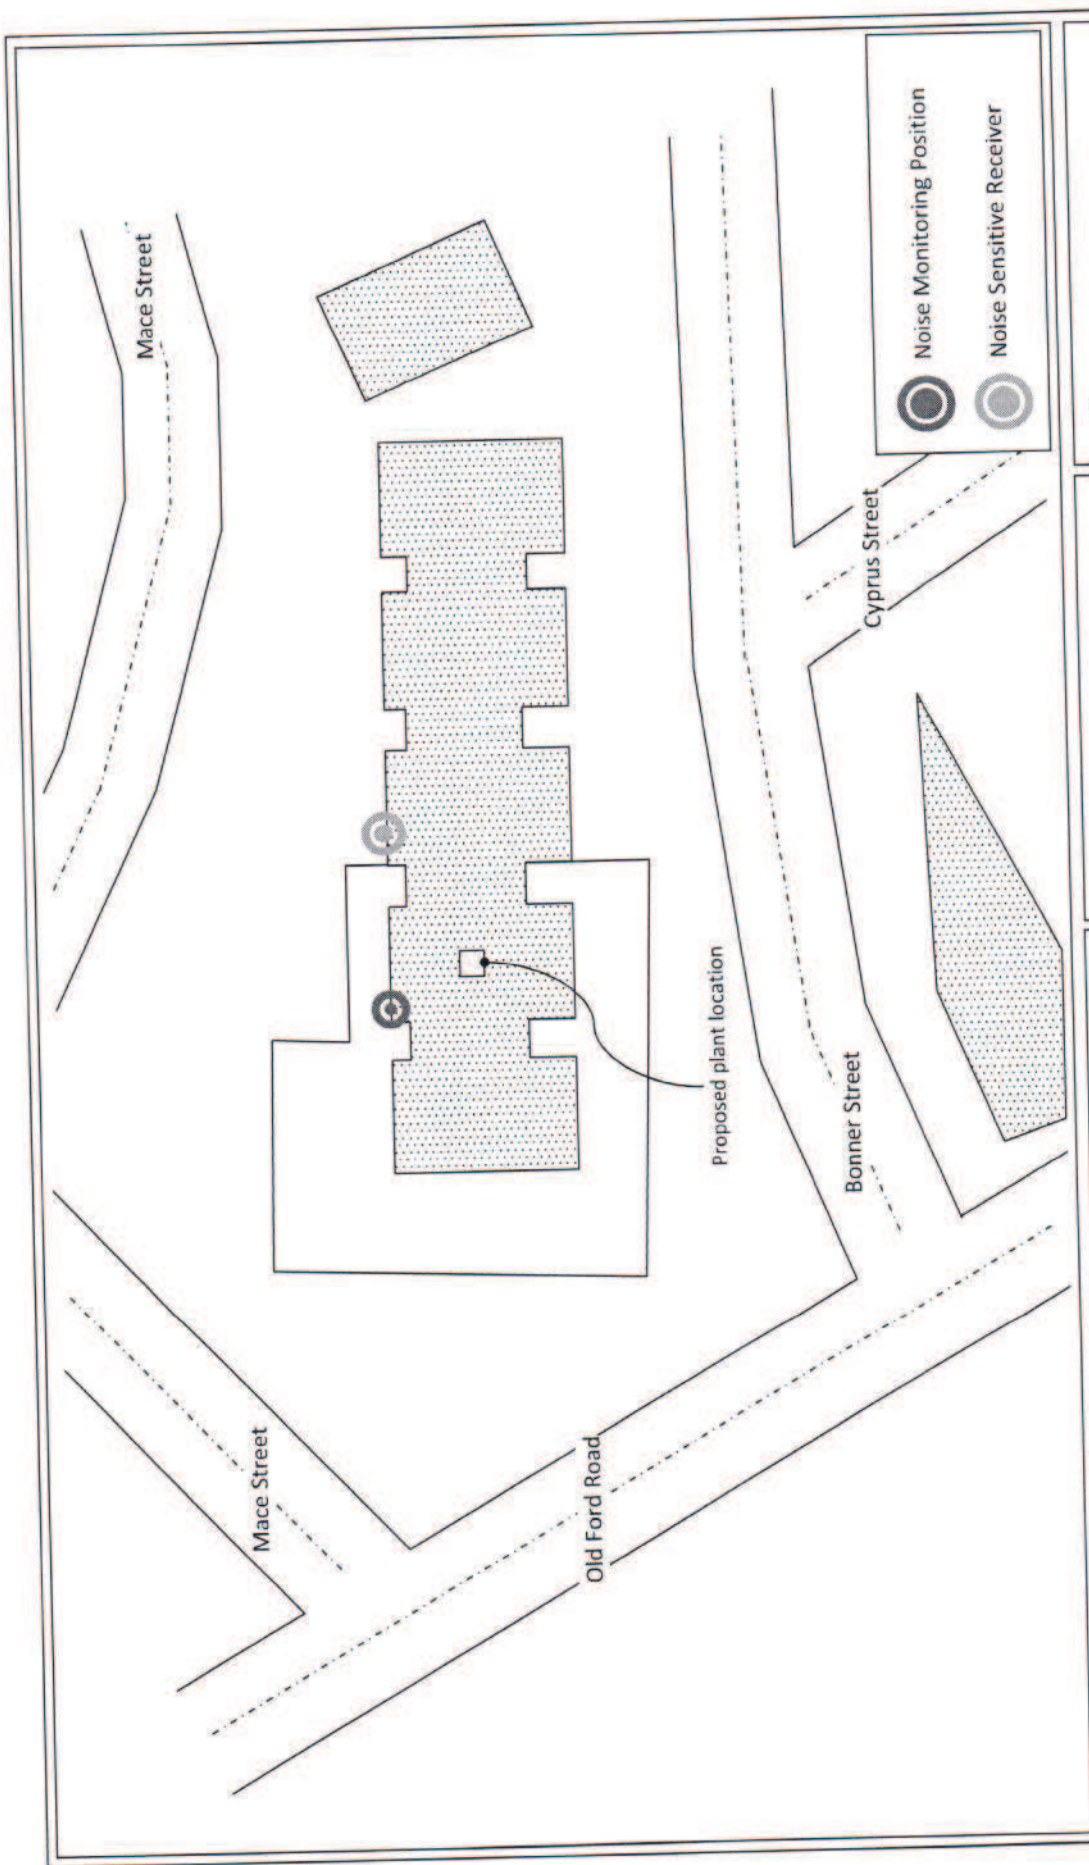 Mace Street
Mace Street
Old Ford Road
Proposed plant location
Bonner Street
Cyprus Street
Noise Monitoring Position
Noise Sensitive Receiver